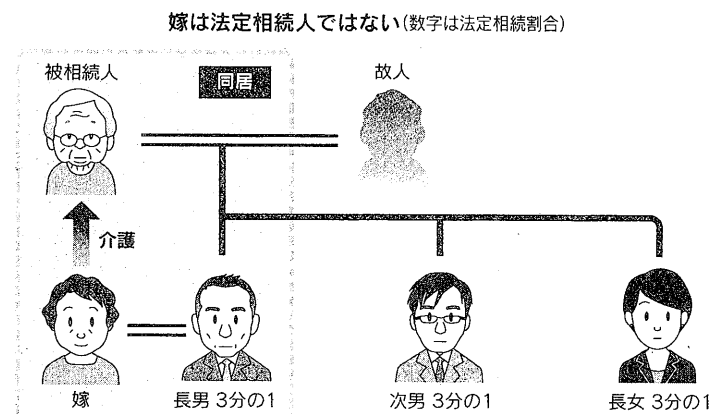 嫁は法定相続人ではない(数字は法定相続割合)
被相続人
同居
故人
介護
嫁
長男 3分の1
次男 3分の1
長女 3分の1